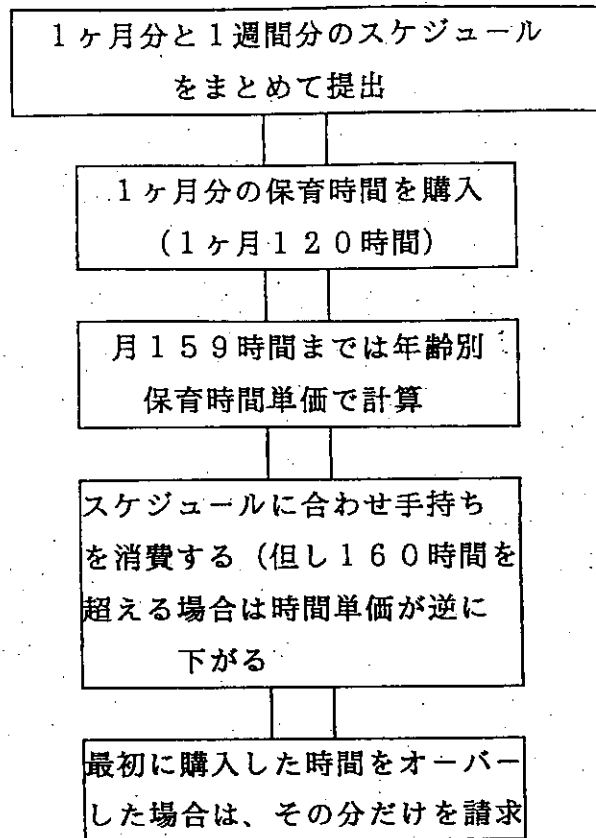 1ヶ月分と1週間分のスケジュール
をまとめて提出
1ヶ月分の保育時間を購入
(1ヶ月120時間)
月159時間までは年齢別
保育時間単価で計算
スケジュールに合わせ手持ち
を消費する(但し160時間を
超える場合は時間単価が逆に
下がる
最初に購入した時間をオーバー
した場合は、その分だけを請求